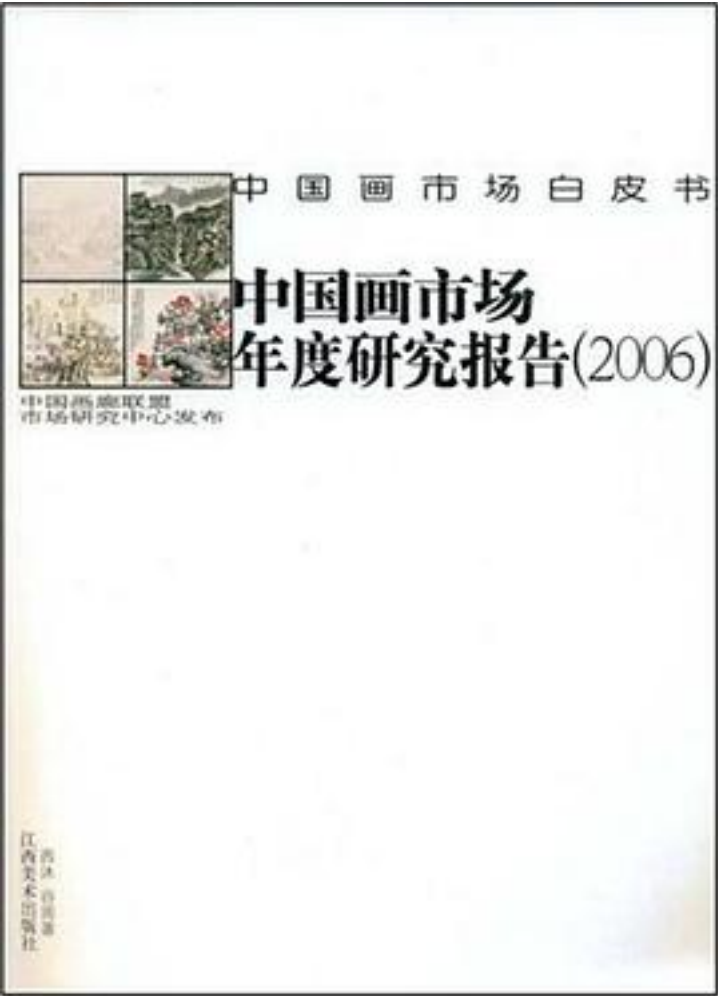 中国画市场白皮书
中国画市场
年度研究报告(2006)
中国画廊联盟
市场研究中心发布
西沐
江西美术出版社